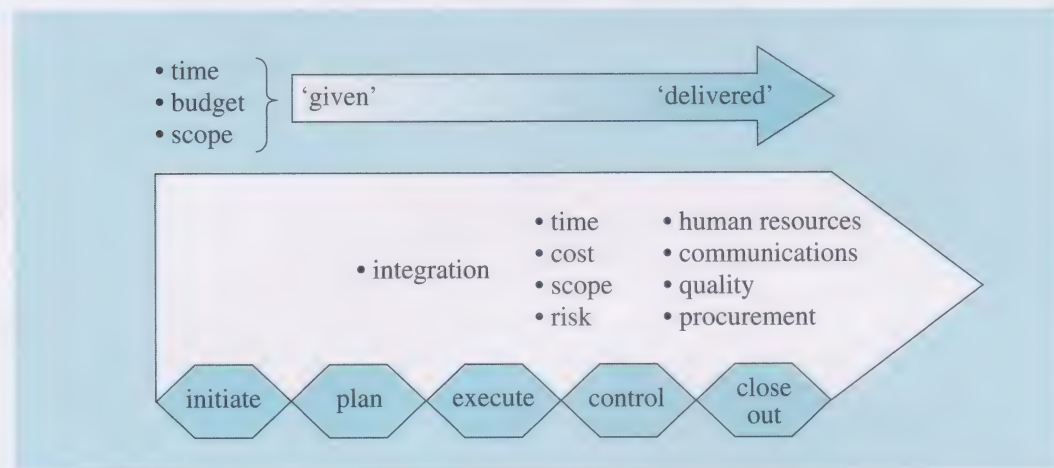 • time
• budget
• scope
‘given’
‘delivered’
• integration
• time
• cost
• scope
• risk
• human resources
• communications
• quality
• procurement
initiate
plan
execute
control
close
out